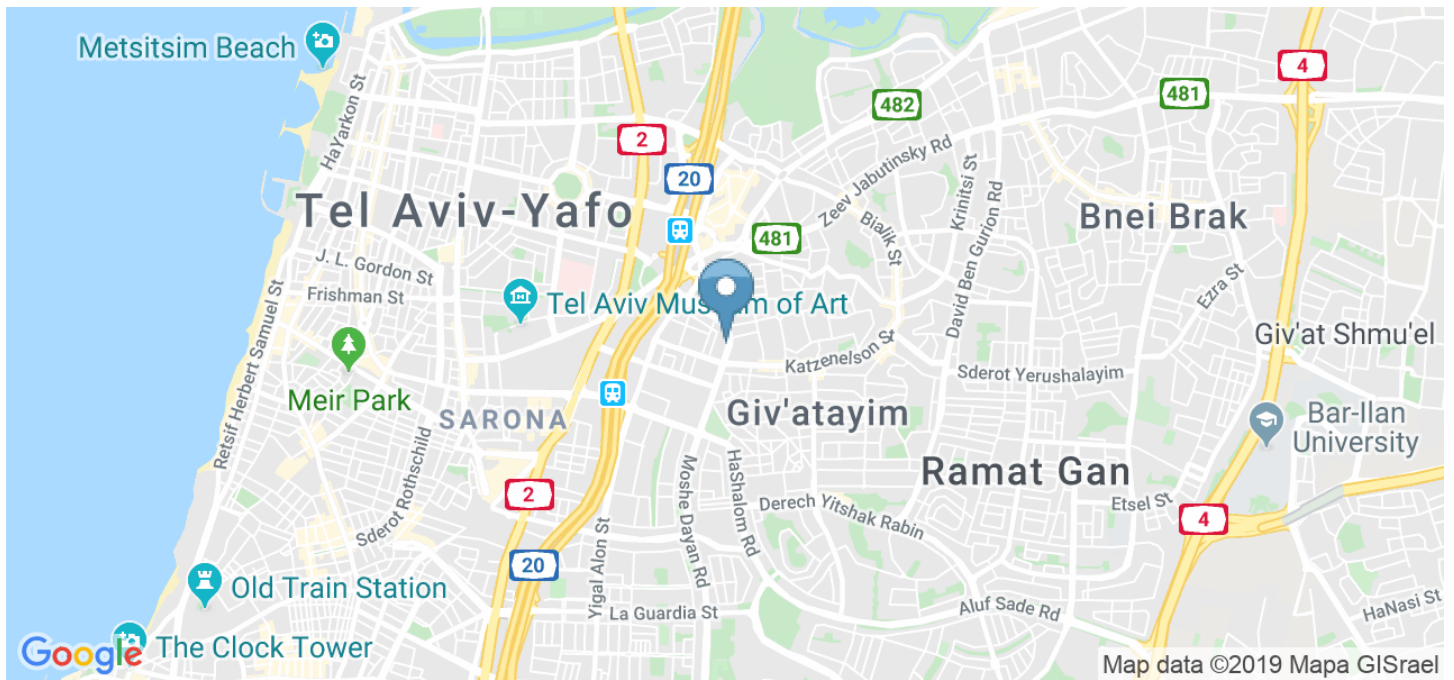 Metsitsim Beach
HaYarkon St
2
20
482
481
4
481
Zeev Jabutinsky Rd
Krinitsi St
Bialik St
David Ben Gurion Rd
Tel Aviv-Yafo
Bnei Brak
J. L. Gordon St
Frishman St
Tel Aviv Museum of Art
Ezra St
Giv'at Shmu'el
Retsif Herbert Samuel St
Meir Park
Katzenelson St
Sderot Yerushalayim
SARONA
Giv'atayim
Bar-Ilan
University
Ramat Gan
Sderot Rothschild
2
Moshe Dayan Rd
HaShalom Rd
Derech Yitshak Rabin
Etsel St
4
20
Yigal Alon St
Old Train Station
La Guardia St
Aluf Sade Rd
HaNasi St
The Clock Tower
Google
Map data ©2019 Mapa GISrael